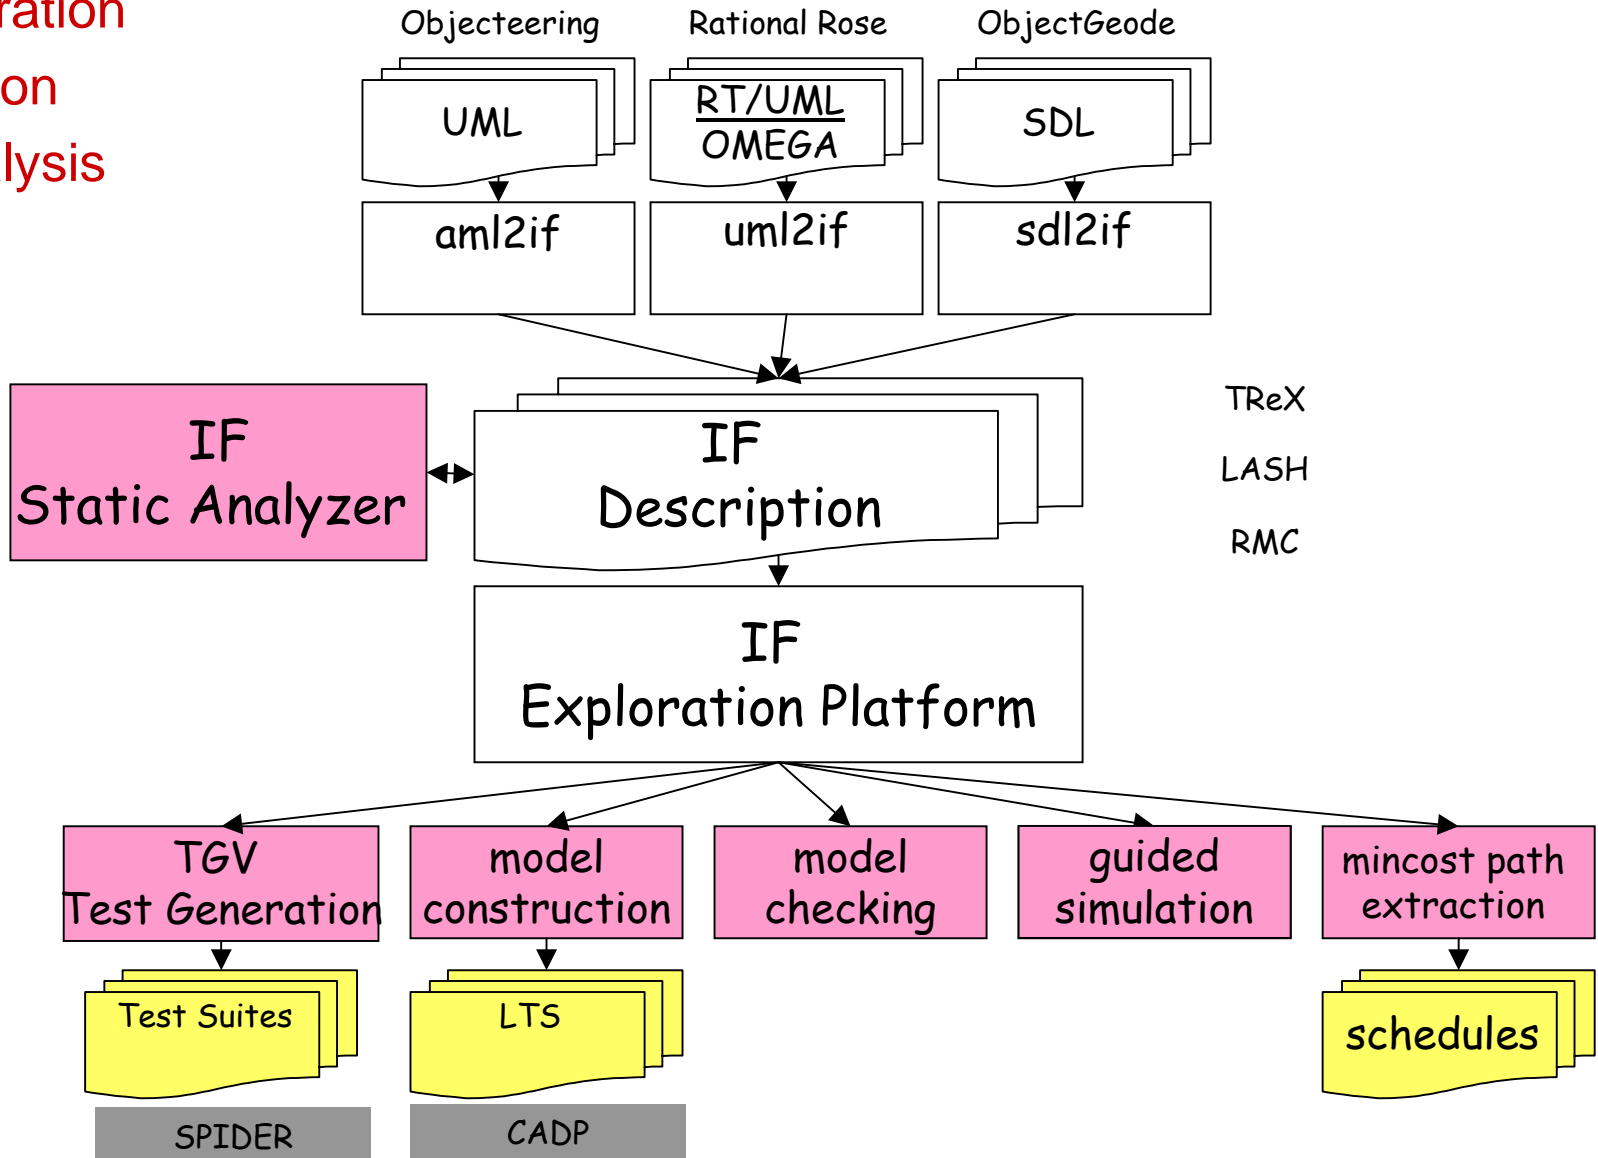 ration
on
lysis
Objecteering
Rational Rose
ObjectGeode
UML
RT/UML
OMEGA
SDL
aml2if
uml2if
sdl2if
IF
Static Analyzer
IF
Description
TReX
LASH
RMC
IF
Exploration Platform
TGV
Test Generation
model
construction
model
checking
guided
simulation
mincost path
extraction
Test Suites
LTS
schedules
SPIDER
CADP